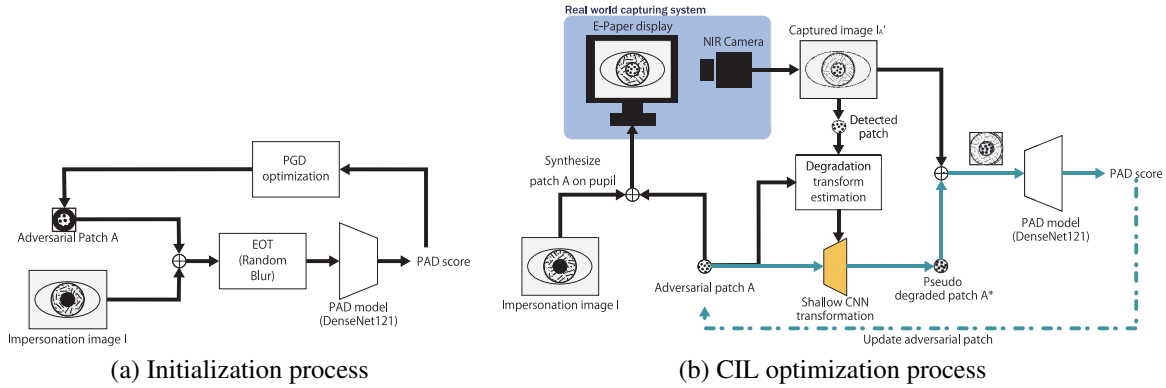 PGD
optimization
Adversarial Patch A
EOT
(Random
Blur)
PAD score
PAD model
(DenseNet121)
Impersonation image I
(a) Initialization process
Real world capturing system
E-Paper display
NIR Camera
Captured image Iₐ′
Detected
patch
Synthesize
patch A on pupil
Degradation
transform
estimation
PAD score
PAD model
(DenseNet121)
Impersonation image I
Adversarial patch A
Shallow CNN
transformation
Pseudo
degraded patch A*
Update adversarial patch
(b) CIL optimization process